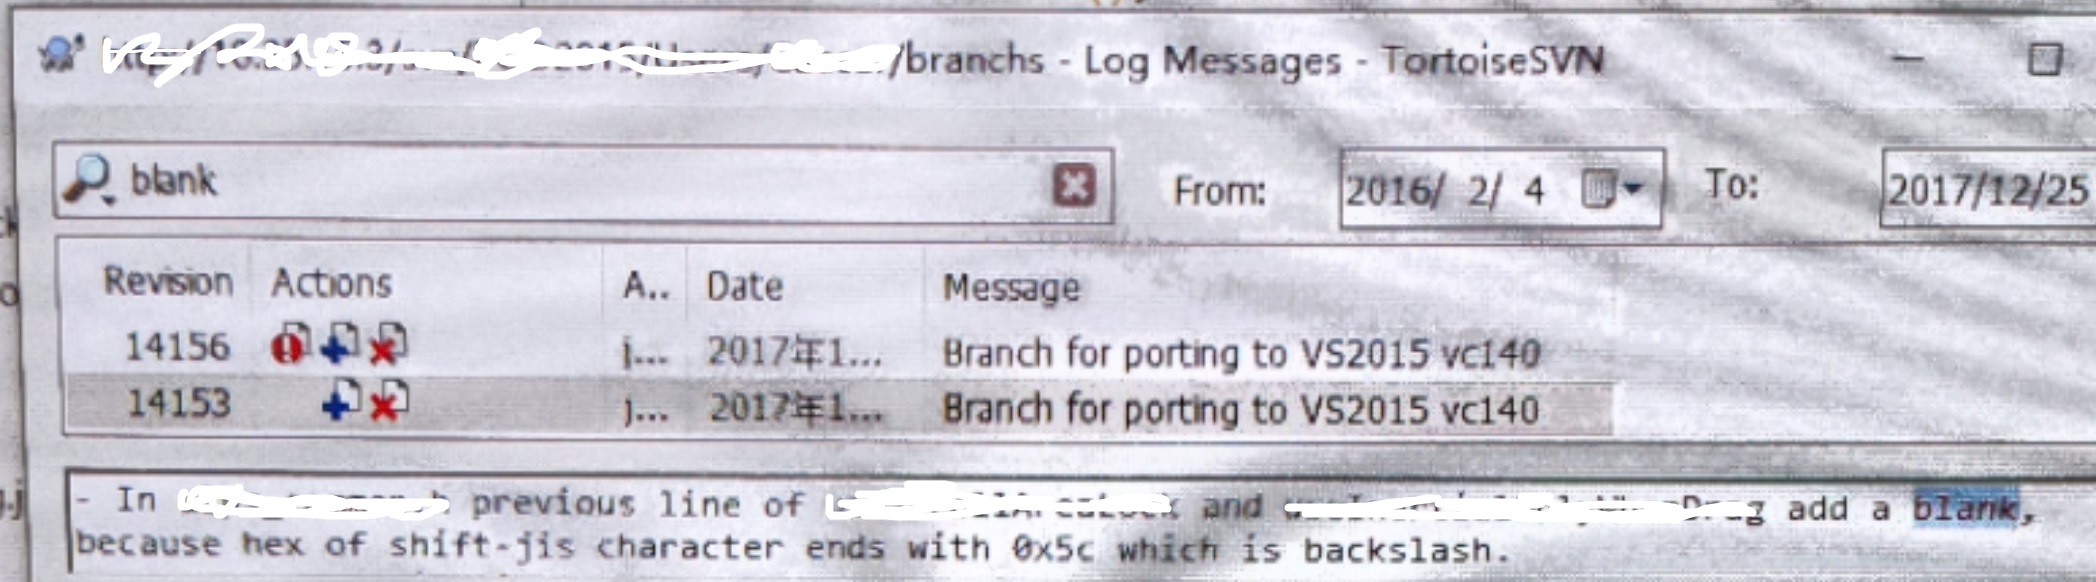 /branchs - Log Messages - TortoiseSVN
blank From: 2016/ 2/ 4 To: 2017/12/25
Revision Actions A.. Date Message
14156 j... 2017年1... Branch for porting to VS2015 vc140
14153 j... 2017年1... Branch for porting to VS2015 vc140
- In previous line of and add a blank,
because hex of shift-jis character ends with 0x5c which is backslash.